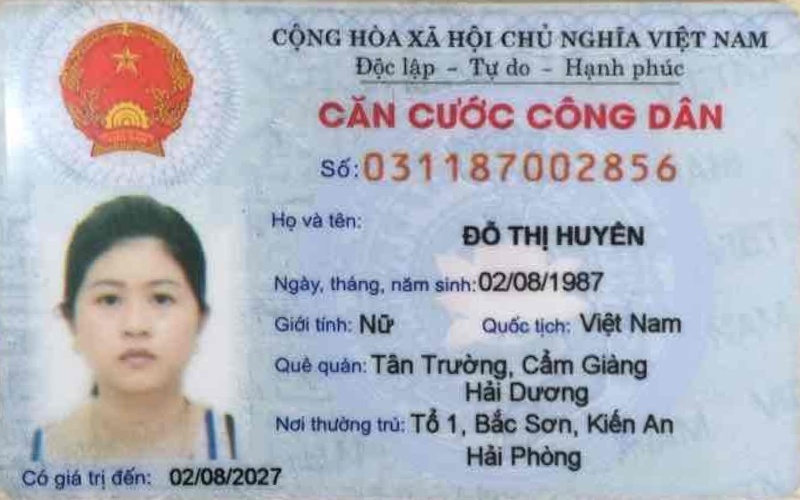 CỘNG HÒA XÃ HỘI CHỦ NGHĨA VIỆT NAM
Độc lập - Tự do - Hạnh phúc
CĂN CƯỚC CÔNG DÂN
Số: 031187002856
Họ và tên:
ĐỖ THỊ HUYÊN
Ngày, tháng, năm sinh: 02/08/1987
Giới tính: Nữ Quốc tịch: Việt Nam
Quê quán: Tân Trường, Cẩm Giàng
Hải Dương
Nơi thường trú: Tổ 1, Bắc Sơn, Kiến An
Hải Phòng
Có giá trị đến: 02/08/2027